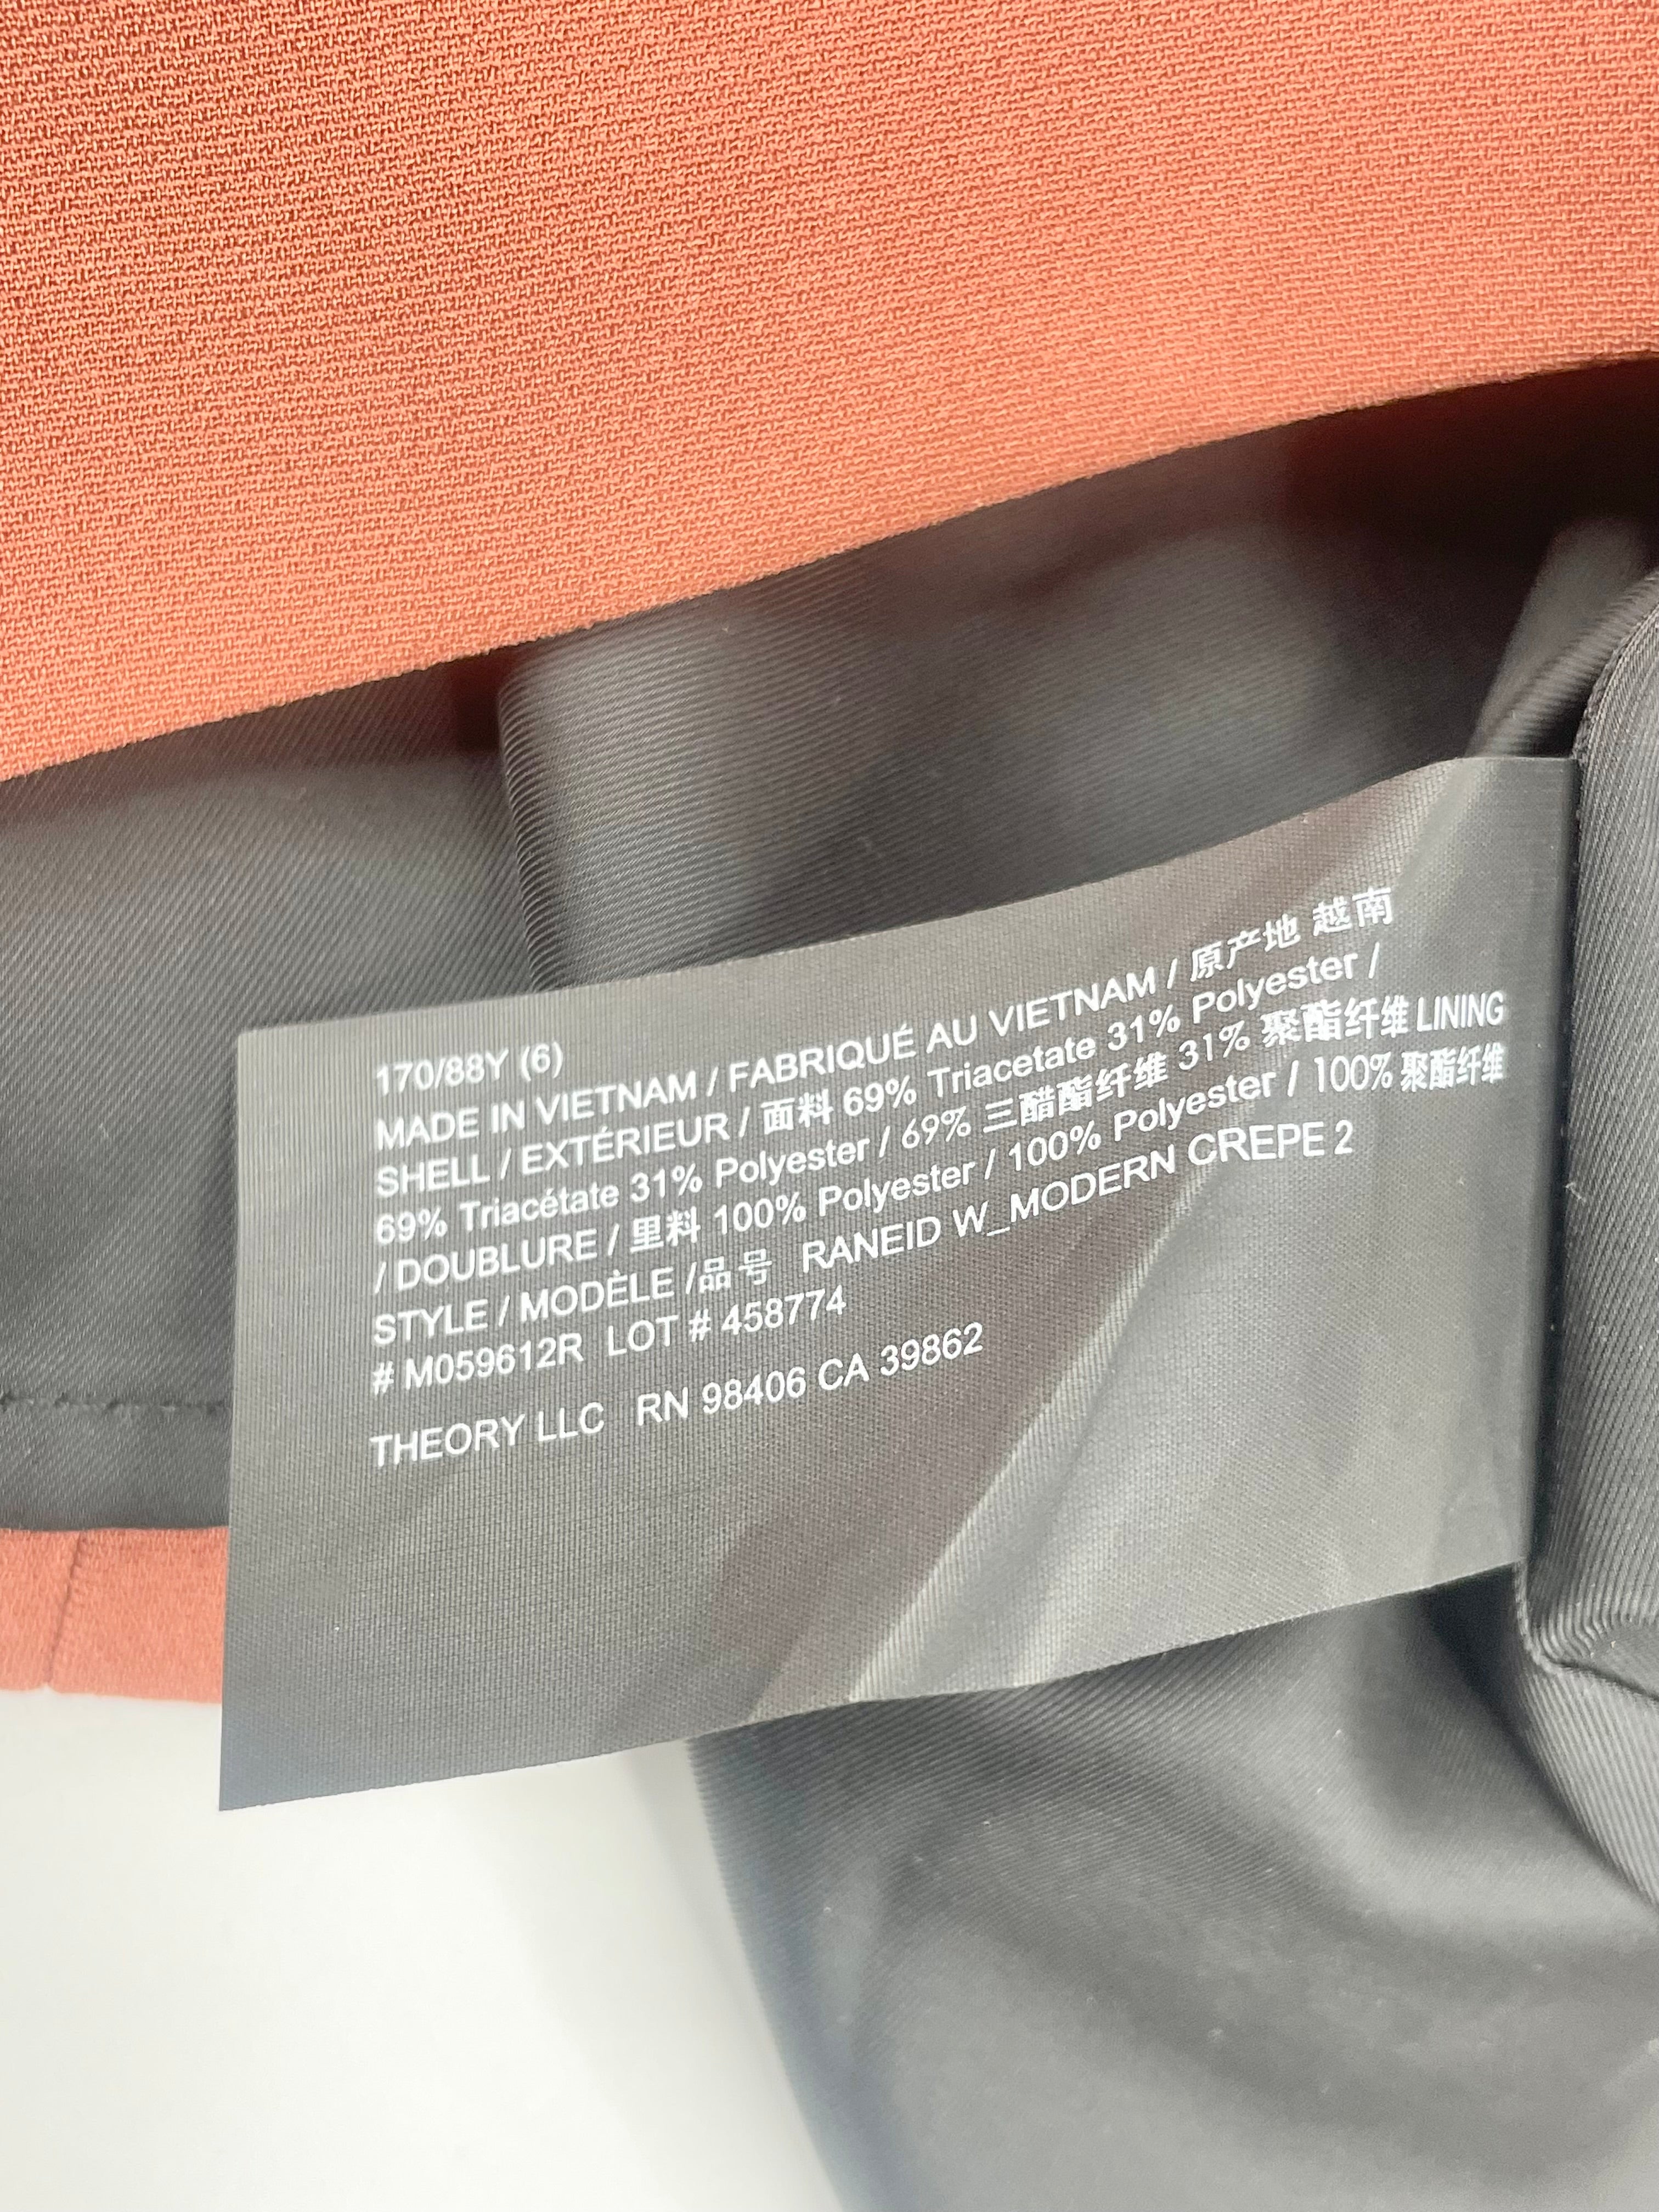 170/88Y (6)
MADE IN VIETNAM / FABRIQUÉ AU VIETNAM / 原产地 越南
SHELL / EXTÉRIEUR / 面料 69% Triacetate 31% Polyester /
69% Triacétate 31% Polyester / 69% 三醋酯纤维 31% 聚酯纤维 LINING
/ DOUBLURE / 里料 100% Polyester / 100% Polyester / 100% 聚酯纤维
STYLE / MODÈLE /品号 RANEID W_MODERN CREPE 2
# M059612R LOT # 458774
THEORY LLC RN 98406 CA 39862